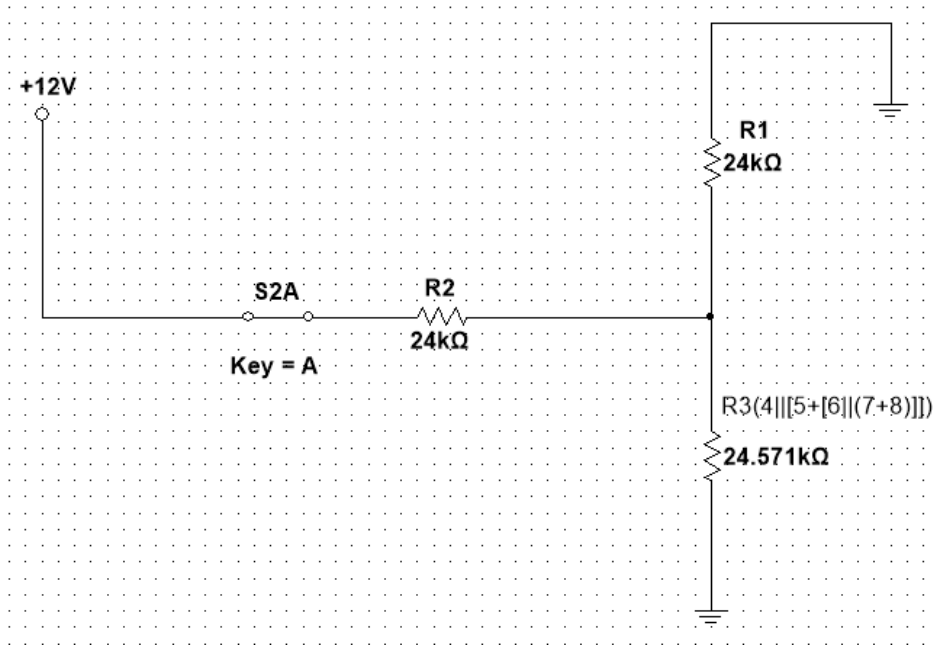 +12V
R1
24kΩ
S2A
R2
24kΩ
Key = A
R3(4||[5+[6||(7+8)]])
24.571kΩ